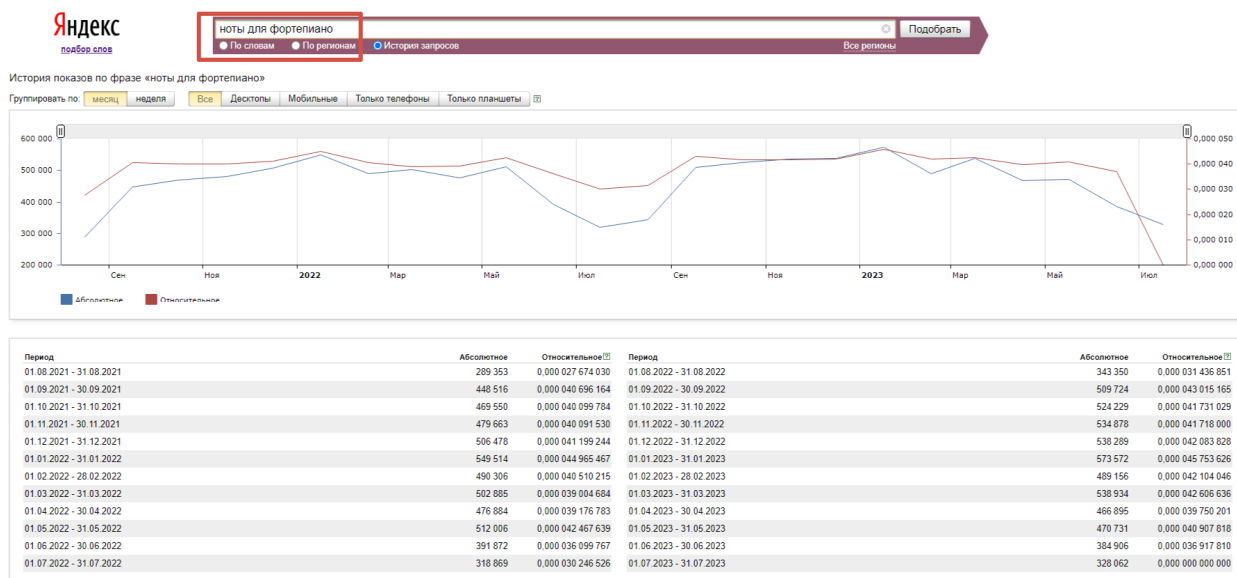 Яндекс
подбор слов
ноты для фортепиано
Подобрать
По словам По регионам История запросов Все регионы
История показов по фразе «ноты для фортепиано»
Группировать по: месяц неделя Все Десктопы Мобильные Только телефоны Только планшеты ?
600 000 0,000 050
500 000 0,000 040
400 000 0,000 030
0,000 020
300 000 0,000 010
200 000 0,000 000
Сен Ноя 2022 Мар Май Июл Сен Ноя 2023 Мар Май Июл
Абсолютное Относительное
Период Абсолютное Относительное ? Период Абсолютное Относительное ?
01.08.2021 - 31.08.2021 289 353 0,000 027 674 030 01.08.2022 - 31.08.2022 343 350 0,000 031 436 851
01.09.2021 - 30.09.2021 448 516 0,000 040 696 164 01.09.2022 - 30.09.2022 509 724 0,000 043 015 165
01.10.2021 - 31.10.2021 469 550 0,000 040 099 784 01.10.2022 - 31.10.2022 524 229 0,000 041 731 029
01.11.2021 - 30.11.2021 479 663 0,000 040 091 530 01.11.2022 - 30.11.2022 534 878 0,000 041 718 000
01.12.2021 - 31.12.2021 506 478 0,000 041 199 244 01.12.2022 - 31.12.2022 538 289 0,000 042 083 828
01.01.2022 - 31.01.2022 549 514 0,000 044 965 467 01.01.2023 - 31.01.2023 573 572 0,000 045 753 626
01.02.2022 - 28.02.2022 490 306 0,000 040 510 215 01.02.2023 - 28.02.2023 489 156 0,000 042 104 046
01.03.2022 - 31.03.2022 502 885 0,000 039 004 684 01.03.2023 - 31.03.2023 538 934 0,000 042 606 636
01.04.2022 - 30.04.2022 476 884 0,000 039 176 783 01.04.2023 - 30.04.2023 466 895 0,000 039 750 201
01.05.2022 - 31.05.2022 512 006 0,000 042 467 639 01.05.2023 - 31.05.2023 470 731 0,000 040 907 818
01.06.2022 - 30.06.2022 391 872 0,000 036 099 767 01.06.2023 - 30.06.2023 384 906 0,000 036 917 810
01.07.2022 - 31.07.2022 318 869 0,000 030 246 526 01.07.2023 - 31.07.2023 328 062 0,000 000 000 000